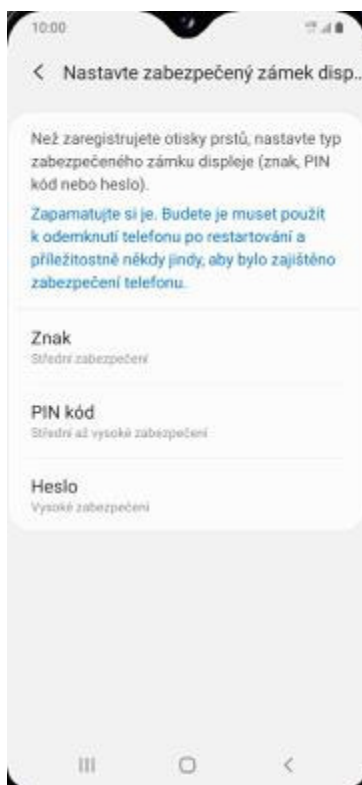 10:00
Nastavte zabezpečený zámek disp..
Než zaregistrujete otisky prstů, nastavte typ
zabezpečeného zámku displeje (znak, PIN
kód nebo heslo).
Zapamatujte si je. Budete je muset použít
k odemknutí telefonu po restartování a
příležitostně někdy jindy, aby bylo zajištěno
zabezpečení telefonu.
Znak
Střední zabezpečení
PIN kód
Střední až vysoké zabezpečení
Heslo
Vysoké zabezpečení